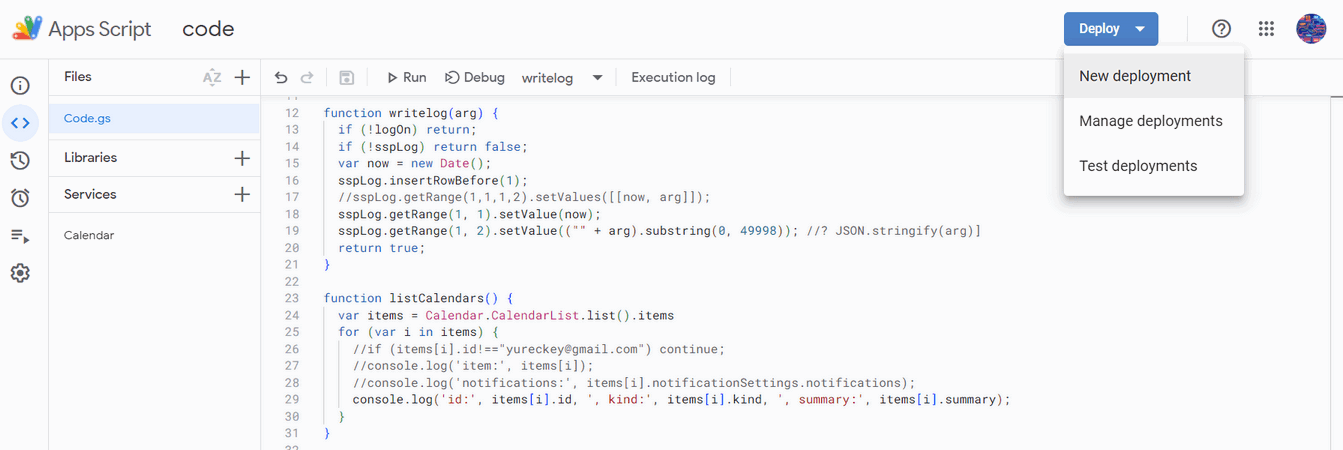 Apps Script code Deploy
Files AZ Run Debug writelog Execution log New deployment
Code.gs
Libraries
Services
Calendar
Manage deployments
Test deployments
12 function writelog(arg) {
13 if (!logOn) return;
14 if (!sspLog) return false;
15 var now = new Date();
16 sspLog.insertRowBefore(1);
17 //sspLog.getRange(1,1,1,2).setValues([[now, arg]]);
18 sspLog.getRange(1, 1).setValue(now);
19 sspLog.getRange(1, 2).setValue(("" + arg).substring(0, 49998)); //? JSON.stringify(arg)]
20 return true;
21 }
22
23 function listCalendars() {
24 var items = Calendar.CalendarList.list().items
25 for (var i in items) {
26 //if (items[i].id!=="yureckey@gmail.com") continue;
27 //console.log('item:', items[i]);
28 //console.log('notifications:', items[i].notificationSettings.notifications);
29 console.log('id:', items[i].id, ', kind:', items[i].kind, ', summary:', items[i].summary);
30 }
31 }